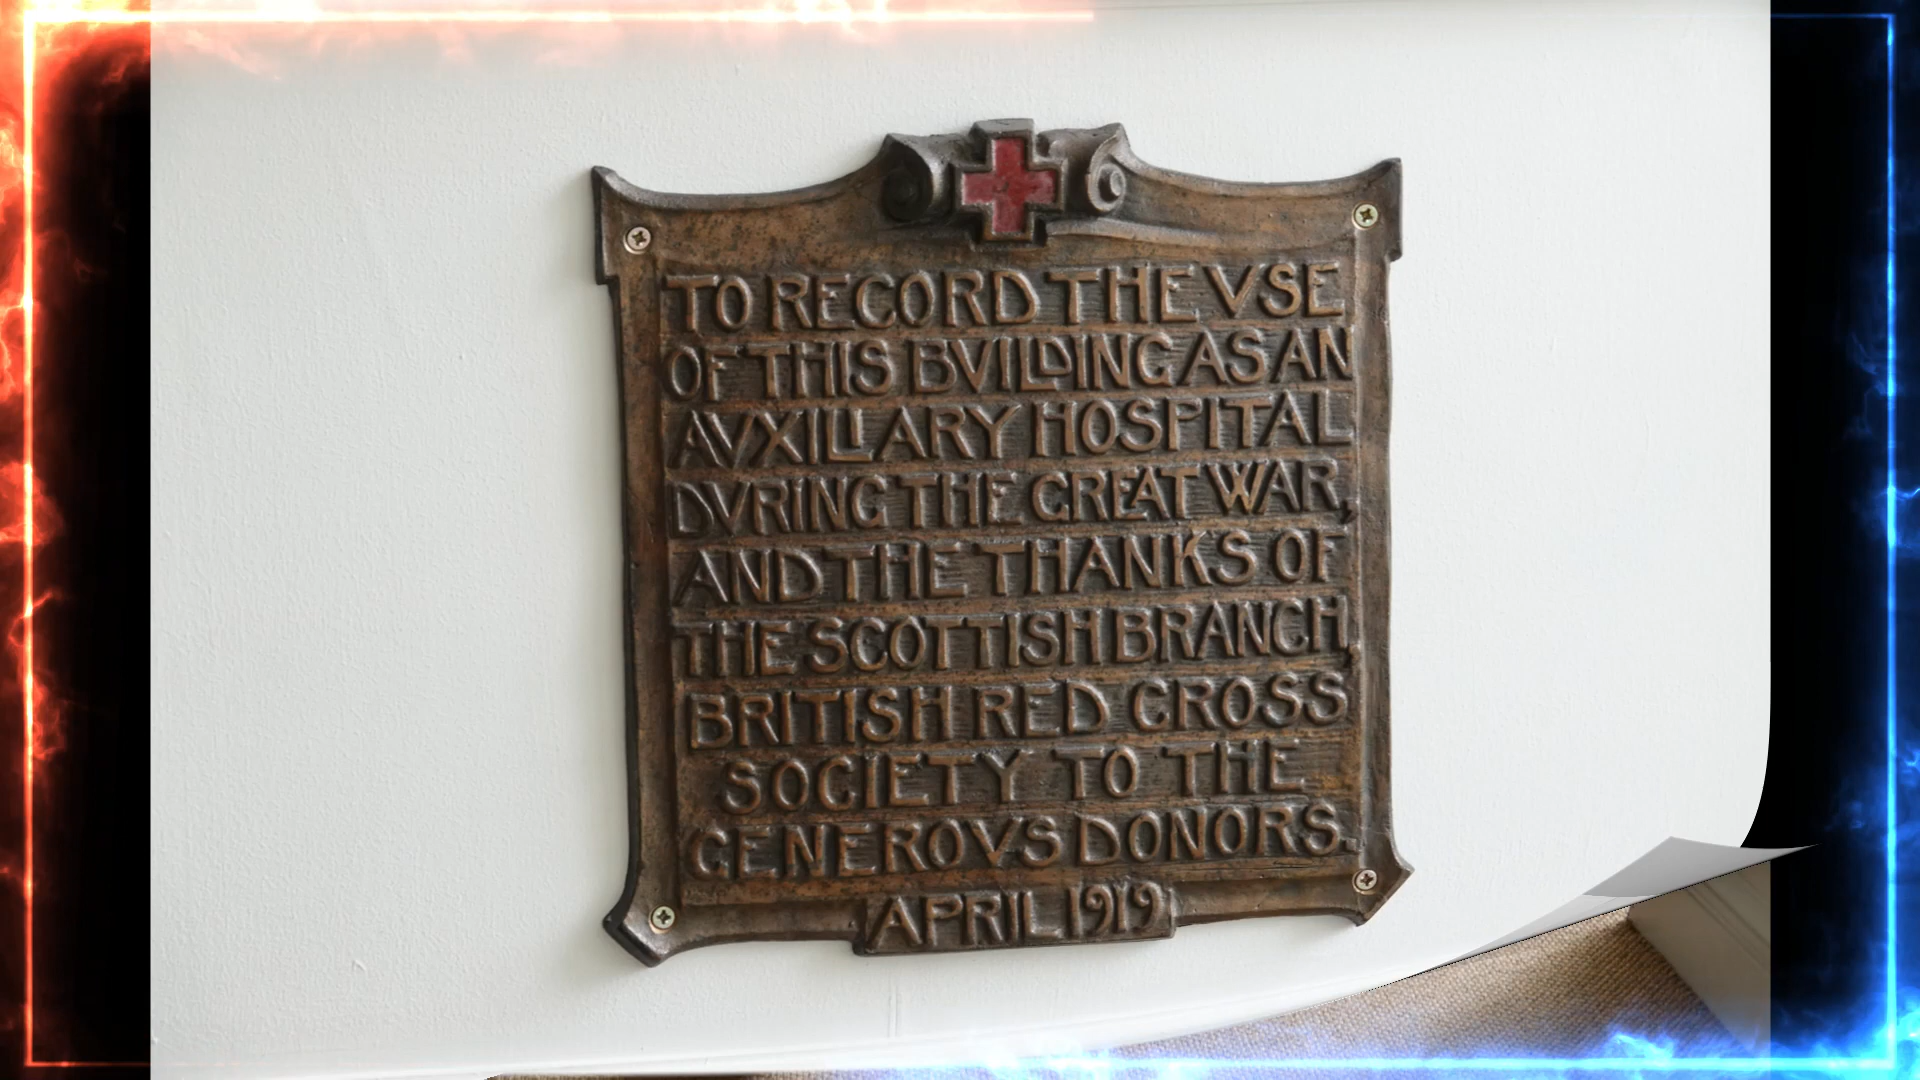 TO RECORD THE VSE
OF THIS BVILDING AS AN
AVXILIARY HOSPITAL
DVRING THE GREAT WAR,
AND THE THANKS OF
THE SCOTTISH BRANCH,
BRITISH RED CROSS
SOCIETY TO THE
GENEROVS DONORS.
APRIL 1919